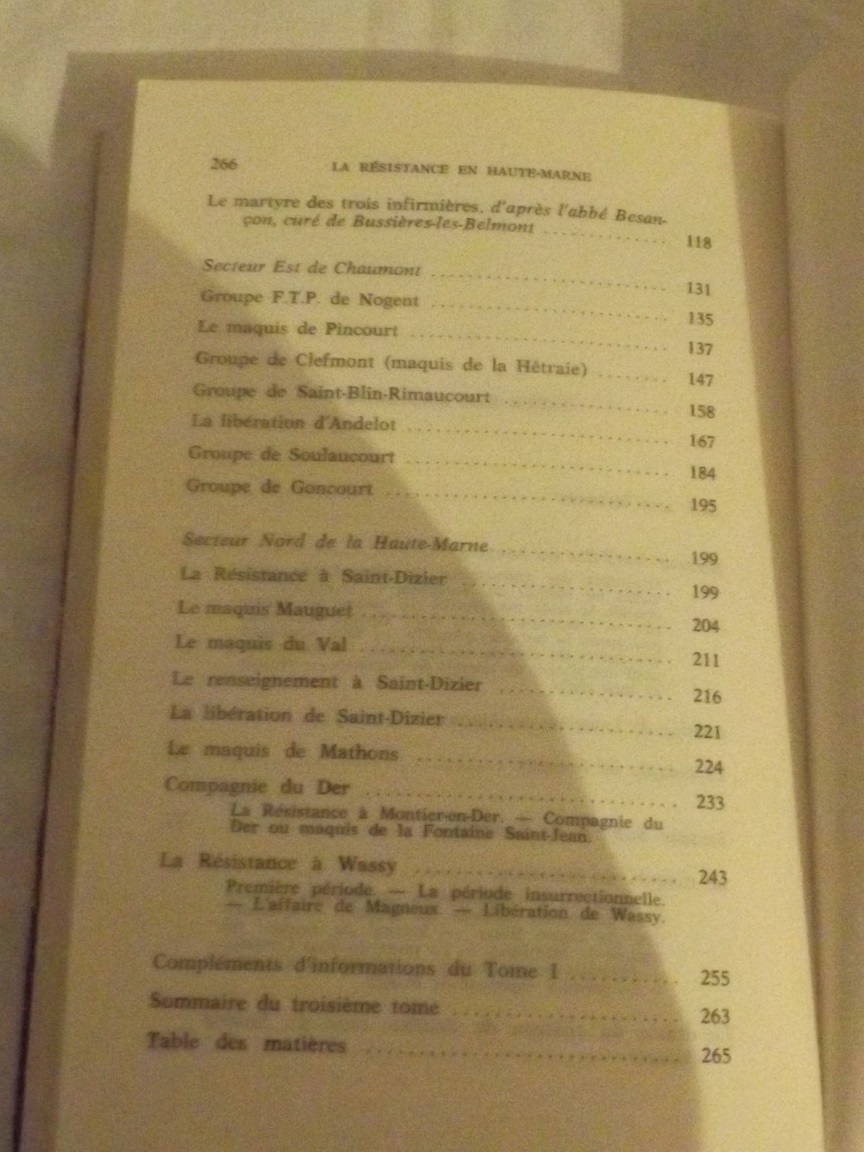 266 LA RÉSISTANCE EN HAUTE-MARNE
Le martyre des trois infirmières, d'après l'abbé Besan-
çon, curé de Bussières-les-Belmont .................. 118
Secteur Est de Chaumont .................. 131
Groupe F.T.P. de Nogent .................. 135
Le maquis de Pincourt .................. 137
Groupe de Clefmont (maquis de la Hêtraie) ........ 147
Groupe de Saint-Blin-Rimaucourt .................. 158
La libération d'Andelot .................. 167
Groupe de Soulaucourt .................. 184
Groupe de Goncourt .................. 195
Secteur Nord de la Haute-Marne .................. 199
La Résistance à Saint-Dizier .................. 199
Le maquis Mauguet .................. 204
Le maquis du Val .................. 211
Le renseignement à Saint-Dizier .................. 216
La libération de Saint-Dizier .................. 221
Le maquis de Mathons .................. 224
Compagnie du Der .................. 233
La Résistance à Montier-en-Der. — Compagnie du
Der ou maquis de la Fontaine Saint-Jean.
La Résistance à Wassy .................. 243
Première période. — La période insurrectionnelle.
— L'affaire de Magneux. — Libération de Wassy.
Compléments d'informations du Tome I .......... 255
Sommaire du troisième tome .................. 263
Table des matières .................. 265